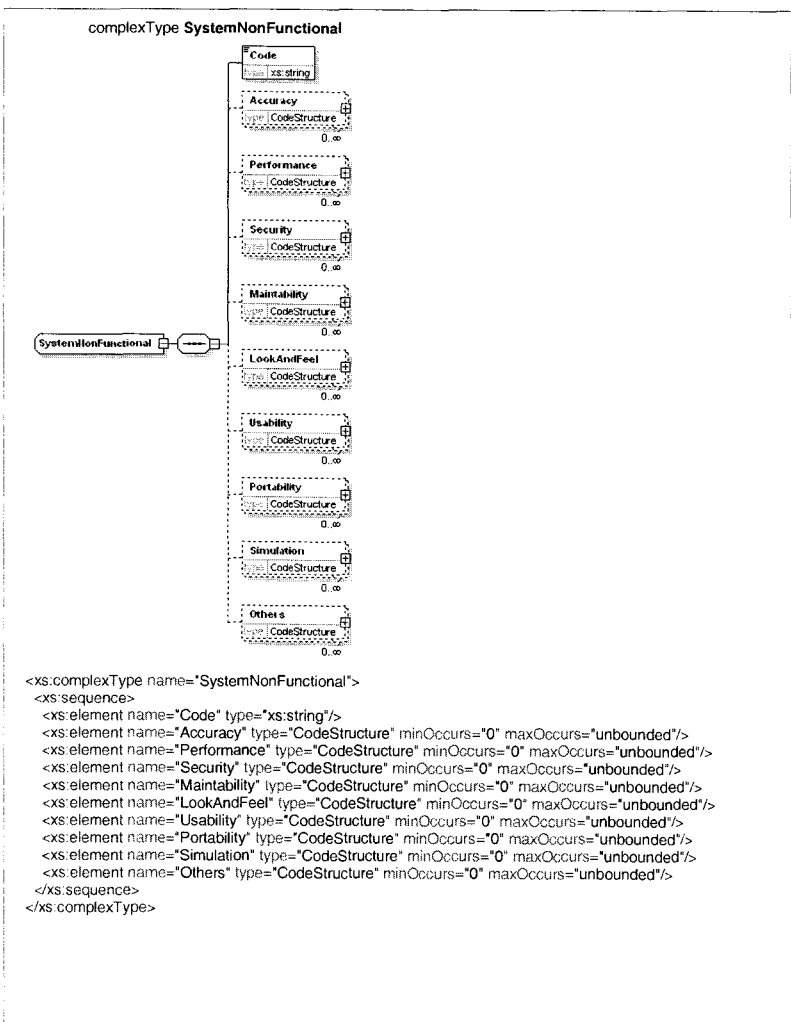 complexType SystemNonFunctional
Code
type xs:string
Accuracy
type CodeStructure
0..∞
Performance
type CodeStructure
0..∞
Security
type CodeStructure
0..∞
Maintability
type CodeStructure
0..∞
SystemNonFunctional
LookAndFeel
type CodeStructure
0..∞
Usability
type CodeStructure
0..∞
Portability
type CodeStructure
0..∞
Simulation
type CodeStructure
0..∞
Others
type CodeStructure
0..∞
<xs:complexType name="SystemNonFunctional">
<xs:sequence>
<xs:element name="Code" type="xs:string"/>
<xs:element name="Accuracy" type="CodeStructure" minOccurs="0" maxOccurs="unbounded"/>
<xs:element name="Performance" type="CodeStructure" minOccurs="0" maxOccurs="unbounded"/>
<xs:element name="Security" type="CodeStructure" minOccurs="0" maxOccurs="unbounded"/>
<xs:element name="Maintability" type="CodeStructure" minOccurs="0" maxOccurs="unbounded"/>
<xs:element name="LookAndFeel" type="CodeStructure" minOccurs="0" maxOccurs="unbounded"/>
<xs:element name="Usability" type="CodeStructure" minOccurs="0" maxOccurs="unbounded"/>
<xs:element name="Portability" type="CodeStructure" minOccurs="0" maxOccurs="unbounded"/>
<xs:element name="Simulation" type="CodeStructure" minOccurs="0" maxOccurs="unbounded"/>
<xs:element name="Others" type="CodeStructure" minOccurs="0" maxOccurs="unbounded"/>
</xs:sequence>
</xs:complexType>